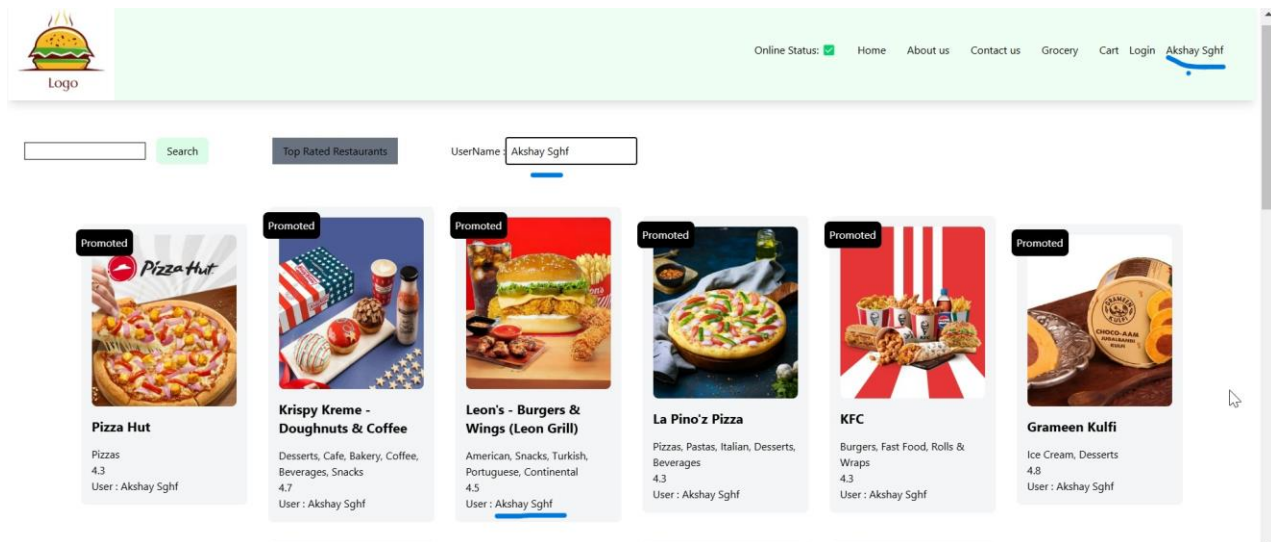 Logo
Online Status: ✅ Home About us Contact us Grocery Cart Login Akshay Sghf
Search Top Rated Restaurants UserName : Akshay Sghf
Promoted
Pizza Hut
Pizza Hut
Pizzas
4.3
User : Akshay Sghf
Promoted
Krispy Kreme -
Doughnuts & Coffee
Desserts, Cafe, Bakery, Coffee,
Beverages, Snacks
4.7
User : Akshay Sghf
Promoted
Leon's - Burgers &
Wings (Leon Grill)
American, Snacks, Turkish,
Portuguese, Continental
4.5
User : Akshay Sghf
Promoted
La Pino'z Pizza
Pizzas, Pastas, Italian, Desserts,
Beverages
4.3
User : Akshay Sghf
Promoted
KFC
Burgers, Fast Food, Rolls &
Wraps
4.3
User : Akshay Sghf
Promoted
GRAMEEN
KULFI
CHOCO-AAM
Grameen Kulfi
Ice Cream, Desserts
4.8
User : Akshay Sghf